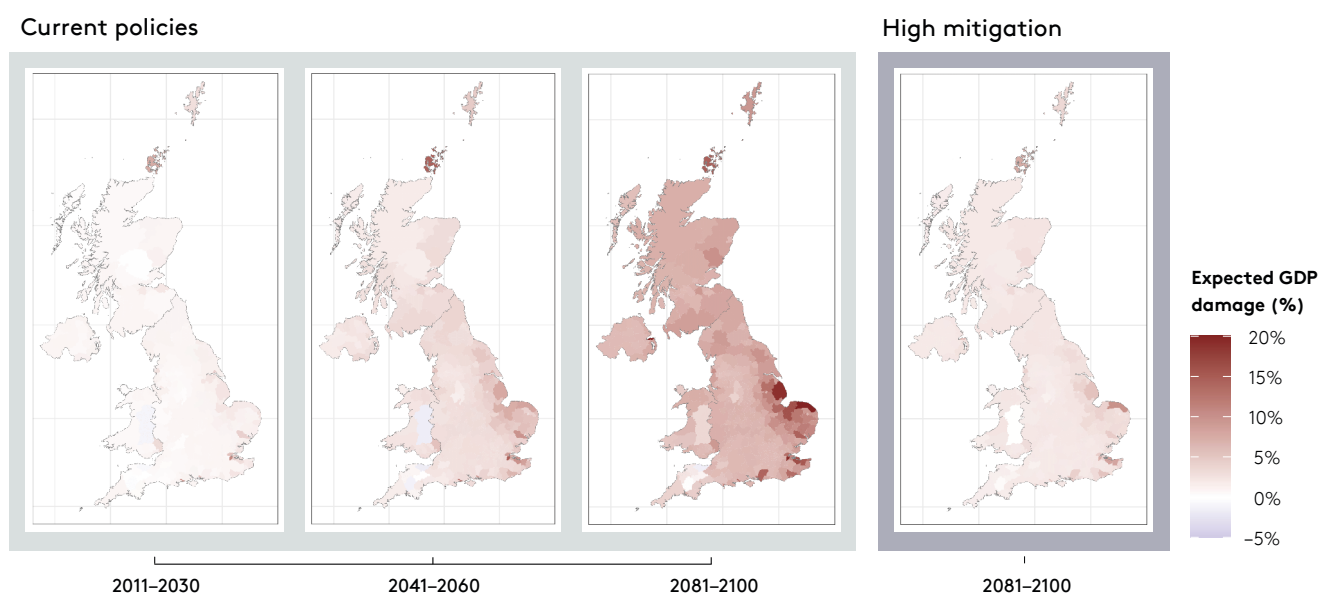 Current policies
High mitigation
Expected GDP
damage (%)
20%
15%
10%
5%
0%
–5%
2011–2030
2041–2060
2081–2100
2081–2100